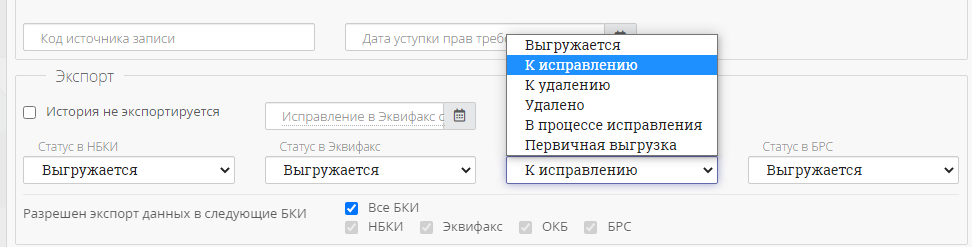 Код источника записи
Дата уступки прав треб
Выгружается
К исправлению
К удалению
Удалено
В процессе исправления
Первичная выгрузка
Экспорт
История не экспортируется
Исправление в Эквифакс с
Статус в НБКИ
Статус в Эквифакс
Статус в БРС
Выгружается
Выгружается
К исправлению
Выгружается
Разрешен экспорт данных в следующие БКИ
Все БКИ
НБКИ
Эквифакс
ОКБ
БРС